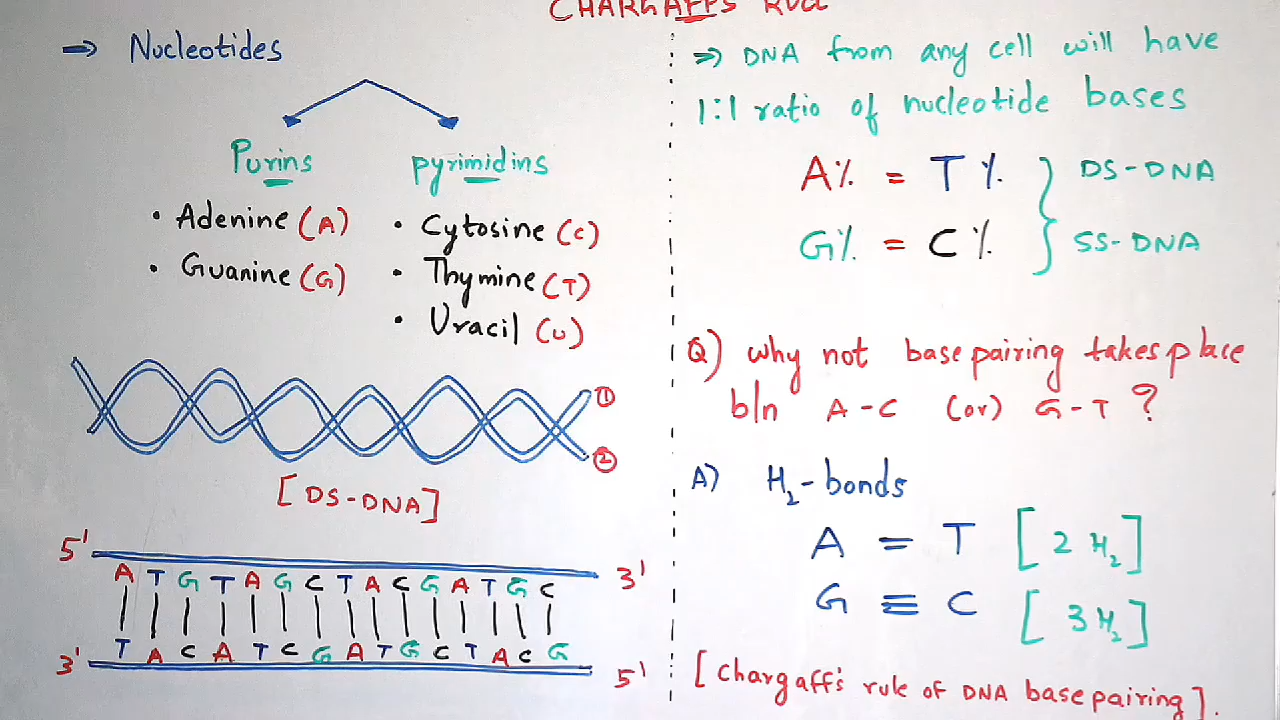 CHARGAFFS RULE
⇒ Nucleotides
Purins
pyrimidins
• Adenine (A)
• Guanine (G)
• Cytosine (C)
• Thymine (T)
• Uracil (U)
①
②
[DS-DNA]
5'
3'
A T G T A G C T A C G A T G C
T A C A T C G A T G C T A C G
3'
5'
⇒ DNA from any cell will have
1:1 ratio of nucleotide bases
A% = T%
G% = C%
DS-DNA
SS-DNA
Q) why not base pairing takes place
b/n A-C (or) G-T ?
A) H₂-bonds
A = T [2 H₂]
G ≡ C [3 H₂]
[Chargaff's rule of DNA base pairing].